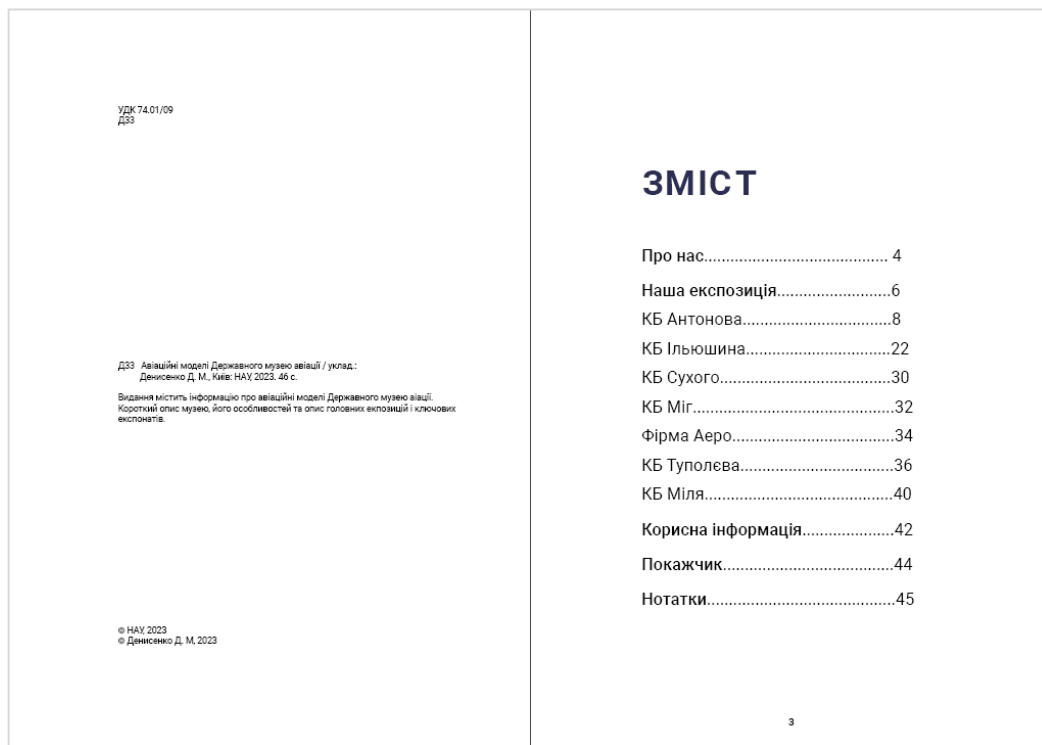 УДК 74.01/09
Д33
Д33 Авіаційні моделі Державного музею авіації / уклад.:
Денисенко Д. М., Київ: НАУ, 2023. 46 с.
Видання містить інформацію про авіаційні моделі Державного музею аіації.
Короткий опис музею, його особливостей та опис головних екпозицій і ключових
експонатів.
© НАУ, 2023
© Денисенко Д. М, 2023
ЗМІСТ
Про нас......................................... 4
Наша експозиція.........................6
КБ Антонова.................................8
КБ Ільюшина................................22
КБ Сухого......................................30
КБ Міг..........................................32
Фірма Аеро....................................34
КБ Туполєва..................................36
КБ Міля..........................................40
Корисна інформація....................42
Покажчик......................................44
Нотатки..........................................45
3